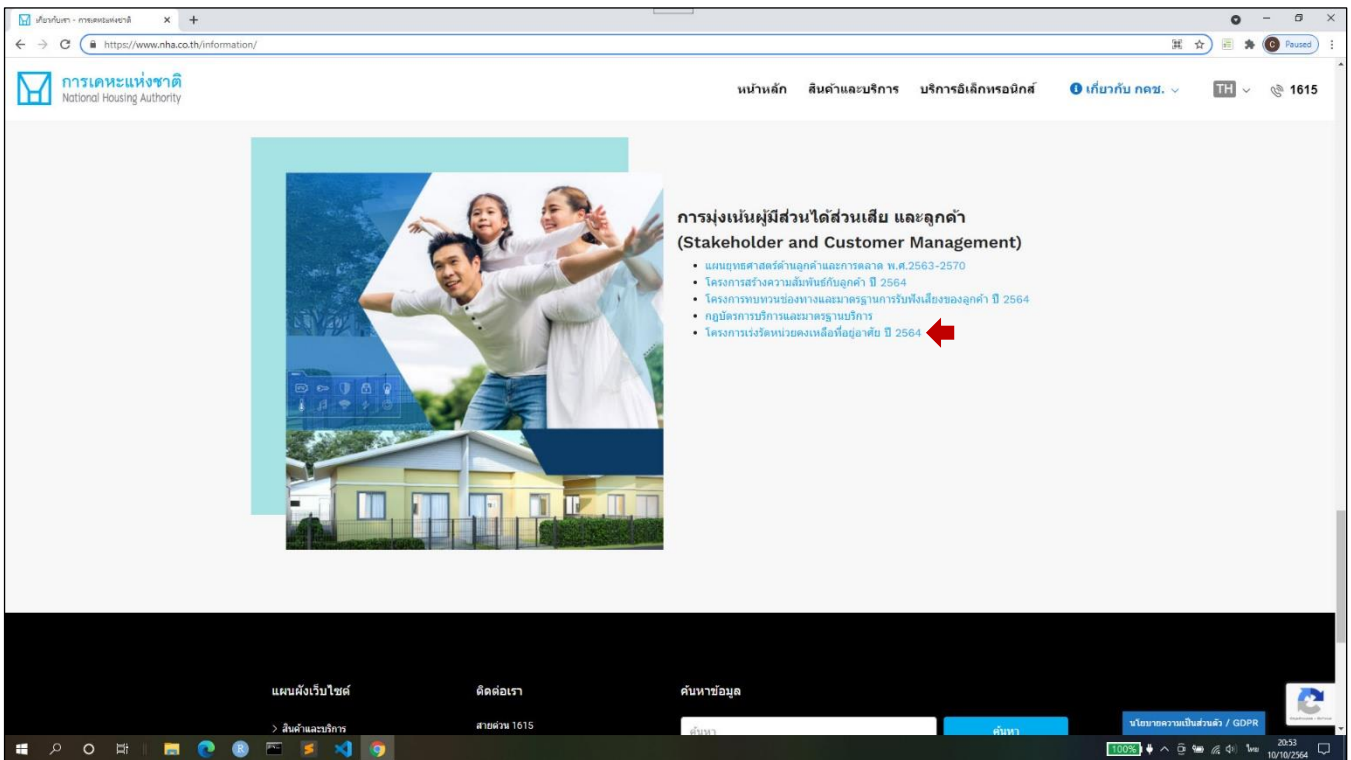 เกี่ยวกับเรา - การเคหะแห่งชาติ
https://www.nha.co.th/information/
Paused
การเคหะแห่งชาติ
National Housing Authority
หน้าหลัก สินค้าและบริการ บริการอิเล็กทรอนิกส์ เกี่ยวกับ กคช. TH 1615
การมุ่งเน้นผู้มีส่วนได้ส่วนเสีย และลูกค้า
(Stakeholder and Customer Management)
• แผนยุทธศาสตร์ด้านลูกค้าและการตลาด พ.ศ.2563-2570
• โครงการสร้างความสัมพันธ์กับลูกค้า ปี 2564
• โครงการทบทวนช่องทางและมาตรฐานการรับฟังเสียงของลูกค้า ปี 2564
• กฎบัตรการบริการและมาตรฐานบริการ
• โครงการเร่งรัดหน่วยคงเหลือที่อยู่อาศัย ปี 2564
แผนผังเว็บไซต์ ติดต่อเรา ค้นหาข้อมูล
> สินค้าและบริการ สายด่วน 1615 ค้นหา ค้นหา
นโยบายความเป็นส่วนตัว / GDPR
100% ไทย 20:53
10/10/2564